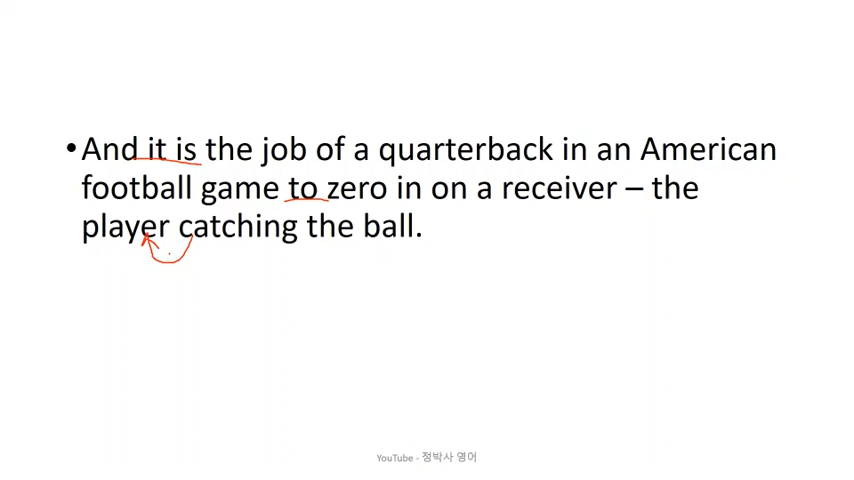 •And it is the job of a quarterback in an American
football game to zero in on a receiver – the
player catching the ball.
YouTube - 정박사 영어